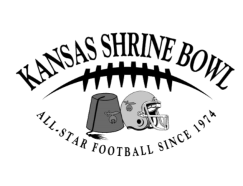 KANSAS SHRINE BOWL
ALL-STAR FOOTBALL SINCE 1974